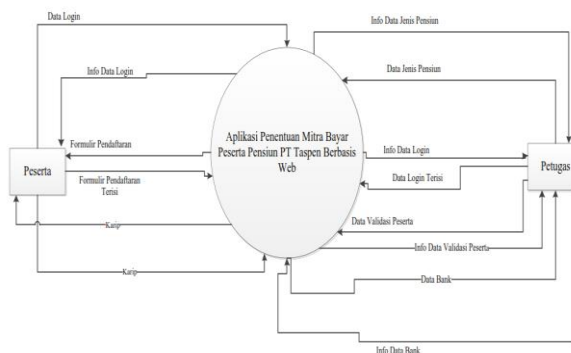 Data Login
Info Data Jenis Pensiun
Data Jenis Pensiun
Info Data Login
Aplikasi Penentuan Mitra Bayar
Peserta Pensiun PT Taspen Berbasis
Web
Formulir Pendaftaran
Info Data Login
Peserta
Petugas
Formulir Pendaftaran
Terisi
Data Login Terisi
Karip
Data Validasi Peserta
Info Data Validasi Peserta
Karip
Data Bank
Info Data Bank